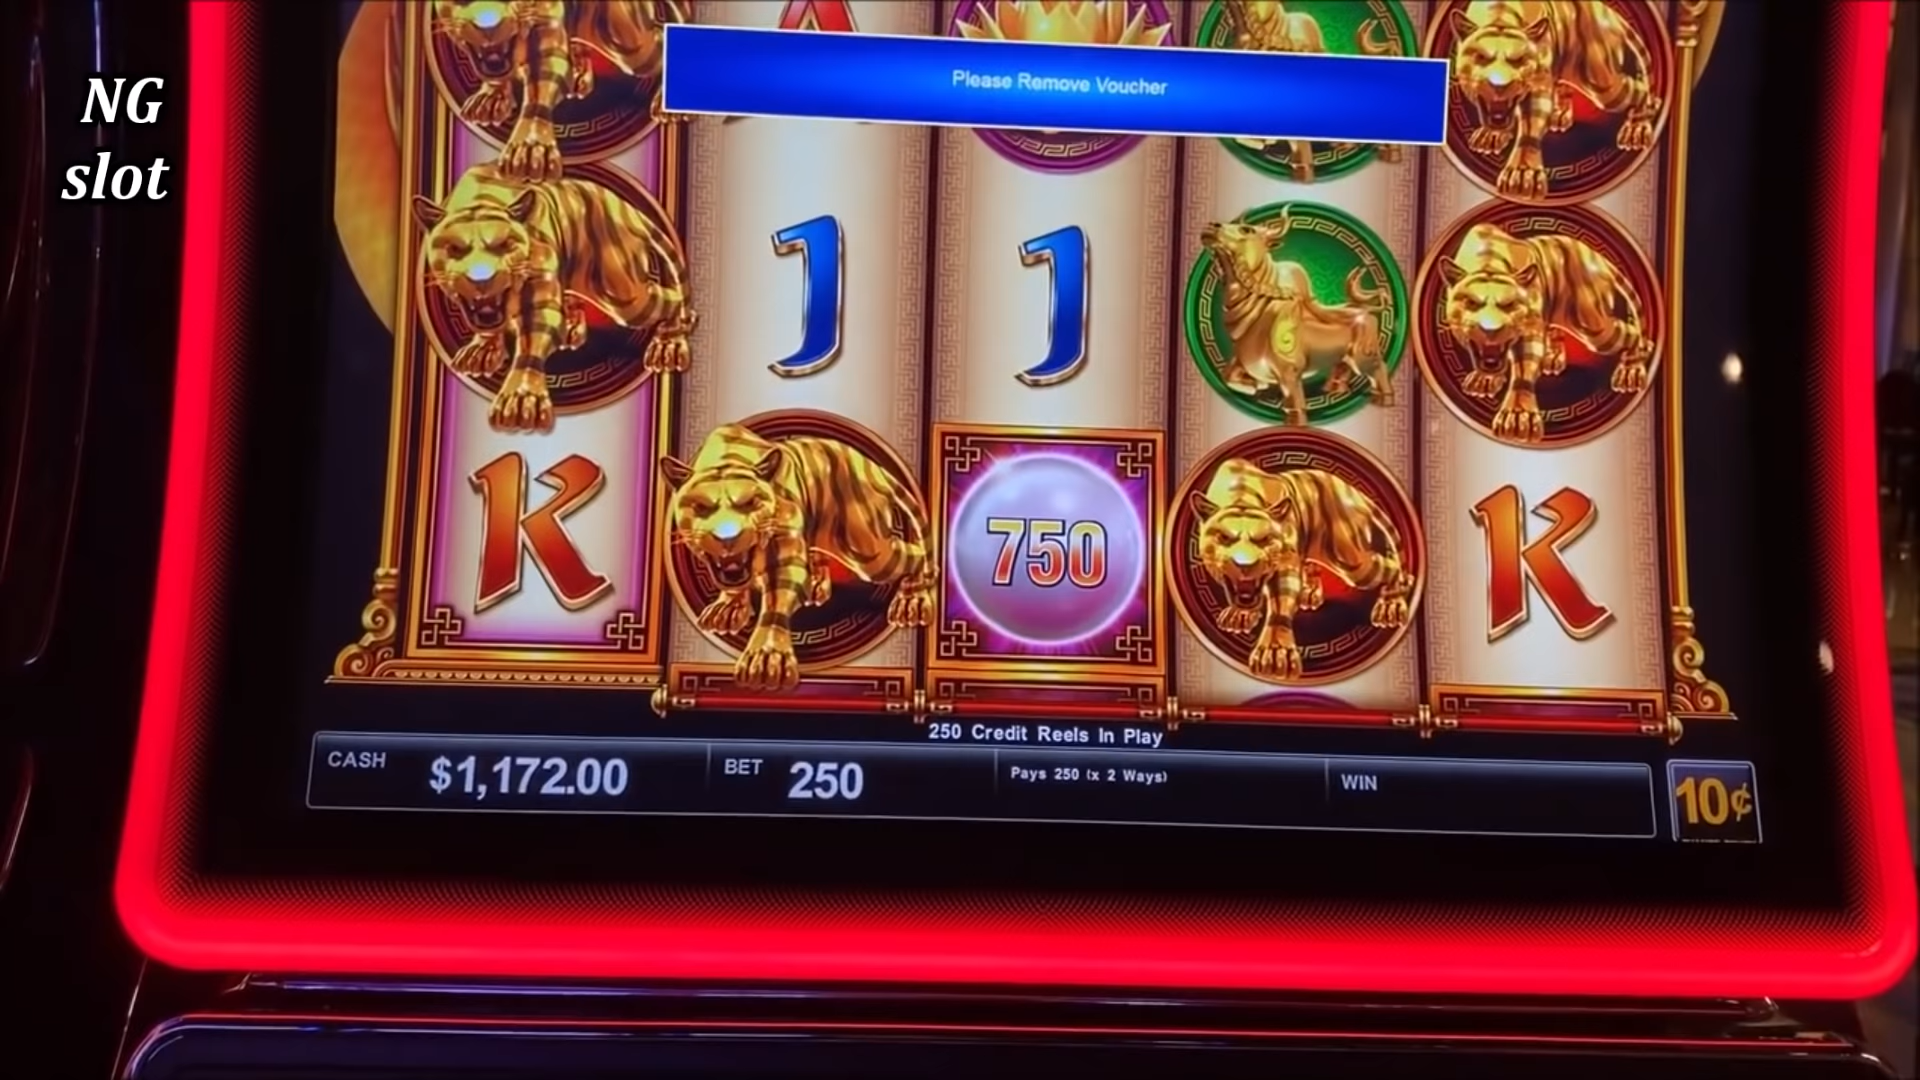 NG
slot
Please Remove Voucher
J
J
K
750
K
250 Credit Reels In Play
CASH
$1,172.00
BET
250
Pays 250 (x 2 Ways)
WIN
10¢